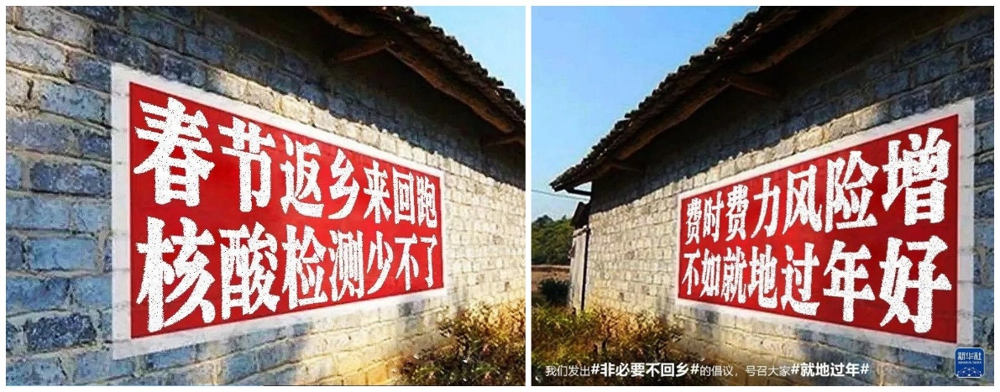 春节返乡来回跑
核酸检测少不了
费时费力风险增
不如就地过年好
我们发出#非必要不回乡#的倡议,号召大家#就地过年#
新华社
XINHUA NEWS